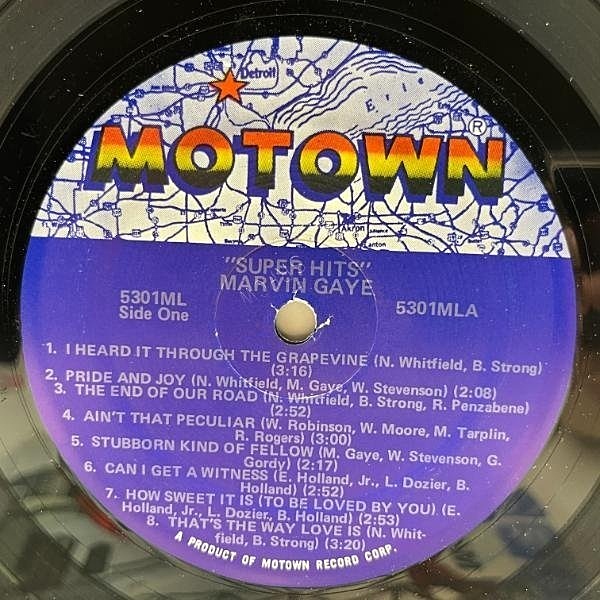 Detroit
Erie
MOTOWN®
Akron
anton
"SUPER HITS"
MARVIN GAYE
5301ML
Side One
5301MLA
1. I HEARD IT THROUGH THE GRAPEVINE (N. Whitfield, B. Strong)
(3:16)
2. PRIDE AND JOY (N. Whitfield, M. Gaye, W. Stevenson) (2:08)
3. THE END OF OUR ROAD (N. Whitfield, B. Strong, R. Penzabene)
(2:52)
4. AIN'T THAT PECULIAR (W. Robinson, W. Moore, M. Tarplin,
R. Rogers) (3:00)
5. STUBBORN KIND OF FELLOW (M. Gaye, W. Stevenson, G.
Gordy) (2:17)
6. CAN I GET A WITNESS (E. Holland, Jr., L. Dozier, B.
Holland) (2:52)
7. HOW SWEET IT IS (TO BE LOVED BY YOU) (E.
Holland, Jr., L. Dozier, B. Holland) (2:53)
8. THAT'S THE WAY LOVE IS (N. Whit-
field, B. Strong) (3:20)
A PRODUCT OF MOTOWN RECORD CORP.